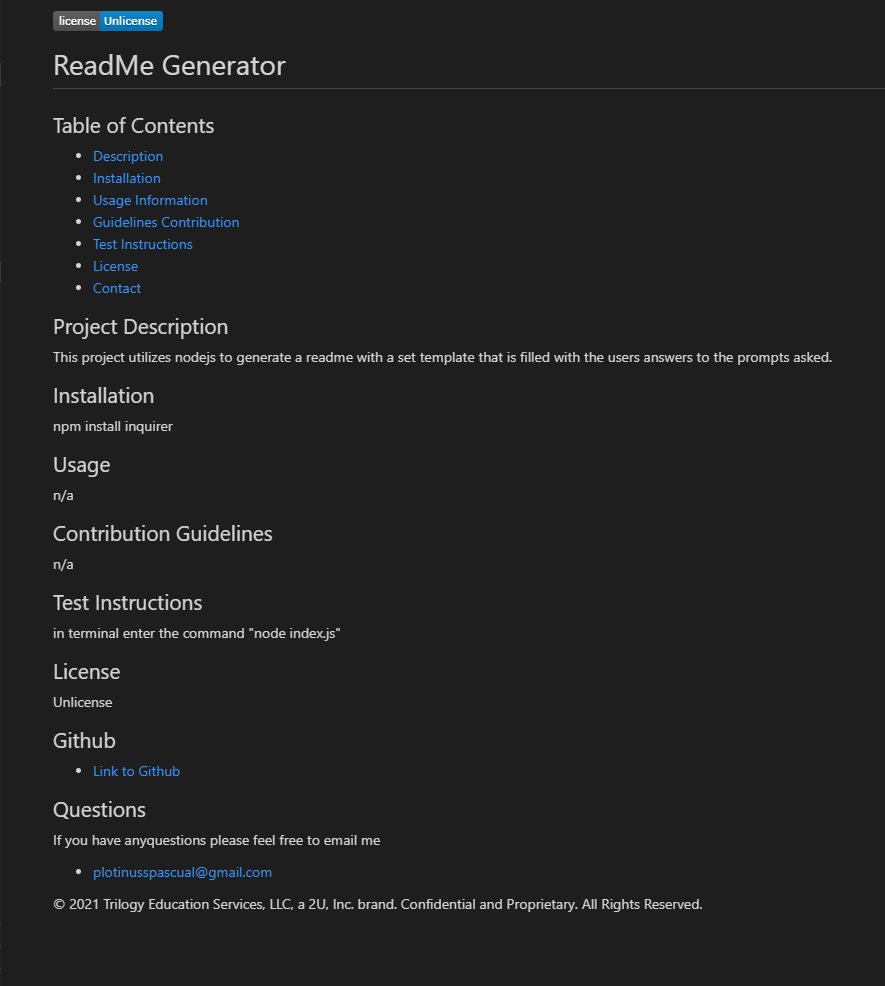 license Unlicense
ReadMe Generator
Table of Contents
Description
Installation
Usage Information
Guidelines Contribution
Test Instructions
License
Contact
Project Description
This project utilizes nodejs to generate a readme with a set template that is filled with the users answers to the prompts asked.
Installation
npm install inquirer
Usage
n/a
Contribution Guidelines
n/a
Test Instructions
in terminal enter the command "node index.js"
License
Unlicense
Github
Link to Github
Questions
If you have anyquestions please feel free to email me
plotinusspascual@gmail.com
© 2021 Trilogy Education Services, LLC, a 2U, Inc. brand. Confidential and Proprietary. All Rights Reserved.